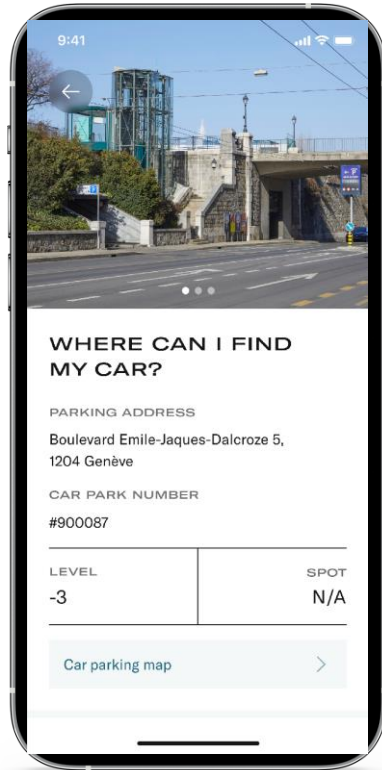 9:41
WHERE CAN I FIND
MY CAR?
PARKING ADDRESS
Boulevard Emile-Jaques-Dalcroze 5,
1204 Genève
CAR PARK NUMBER
#900087
LEVEL
SPOT
-3
N/A
Car parking map